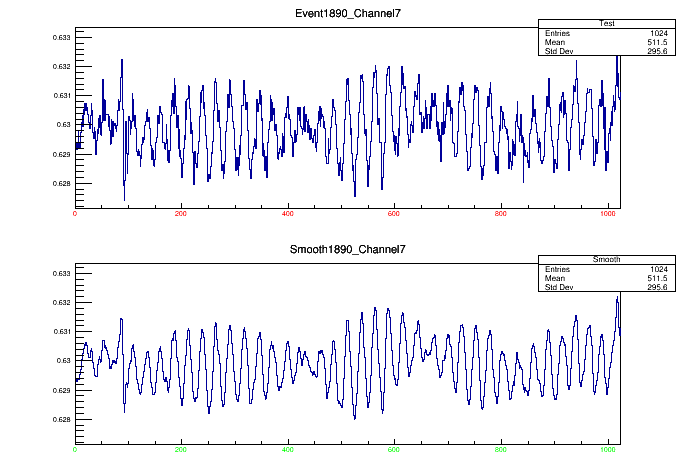 Event1890_Channel7
Test
Entries 1024
Mean 511.5
Std Dev 295.6
0.633
0.632
0.631
0.63
0.629
0.628
0 200 400 600 800 1000
Smooth1890_Channel7
Smooth
Entries 1024
Mean 511.5
Std Dev 295.6
0.633
0.632
0.631
0.63
0.629
0.628
0 200 400 600 800 1000